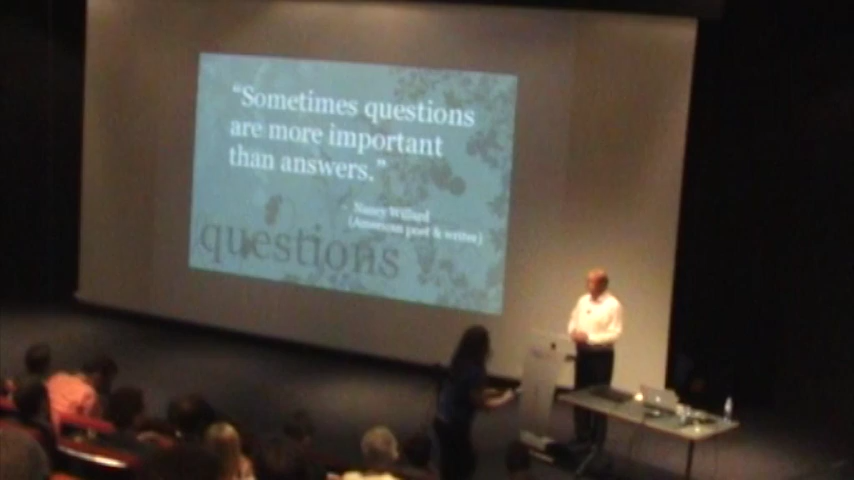 “Sometimes questions
are more important
than answers.”
Nancy Willard
(American poet & writer)
questions